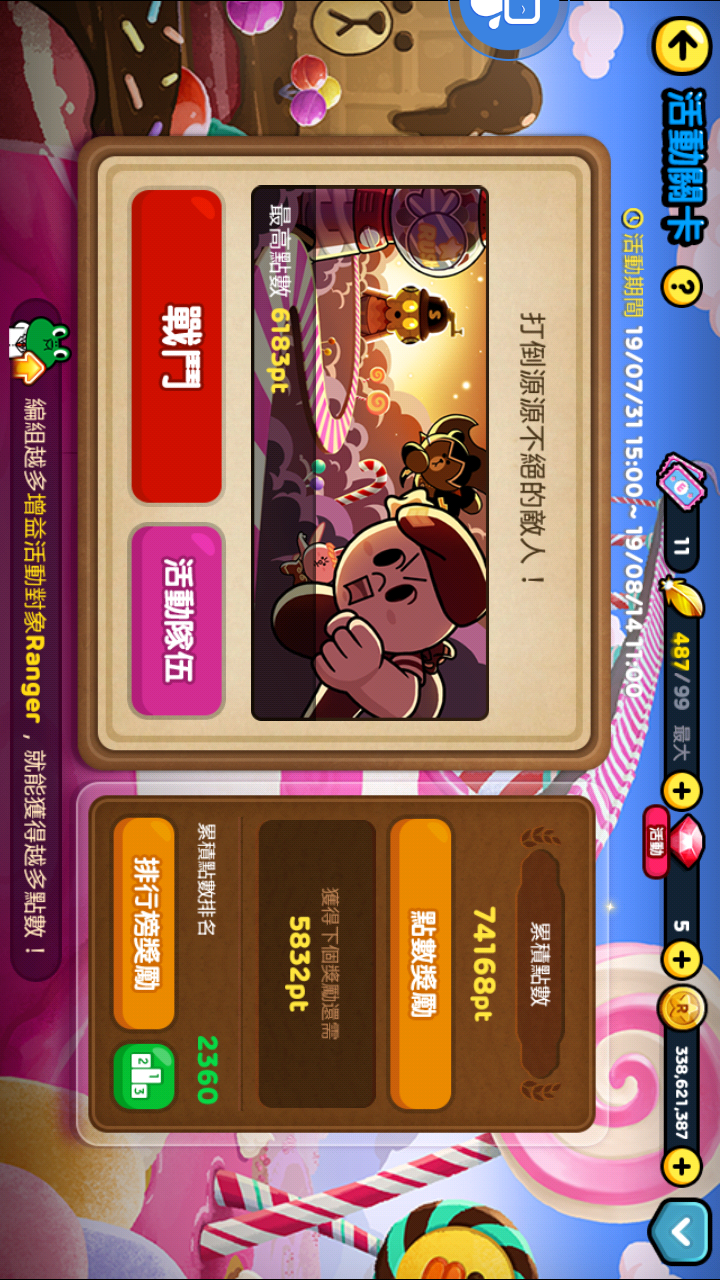 活動關卡
?
11
487/99 最大
活動
5
R
338,621,387
活動期間 19/07/31 15:00~ 19/08/14 11:00
打倒源源不絕的敵人！
最高點數 6183pt
戰鬥
活動隊伍
累積點數
74168pt
點數獎勵
獲得下個獎勵還需
5832pt
累積點數排名
2360
排行榜獎勵
2 1 3
編組越多增益活動對象Ranger，就能獲得越多點數！